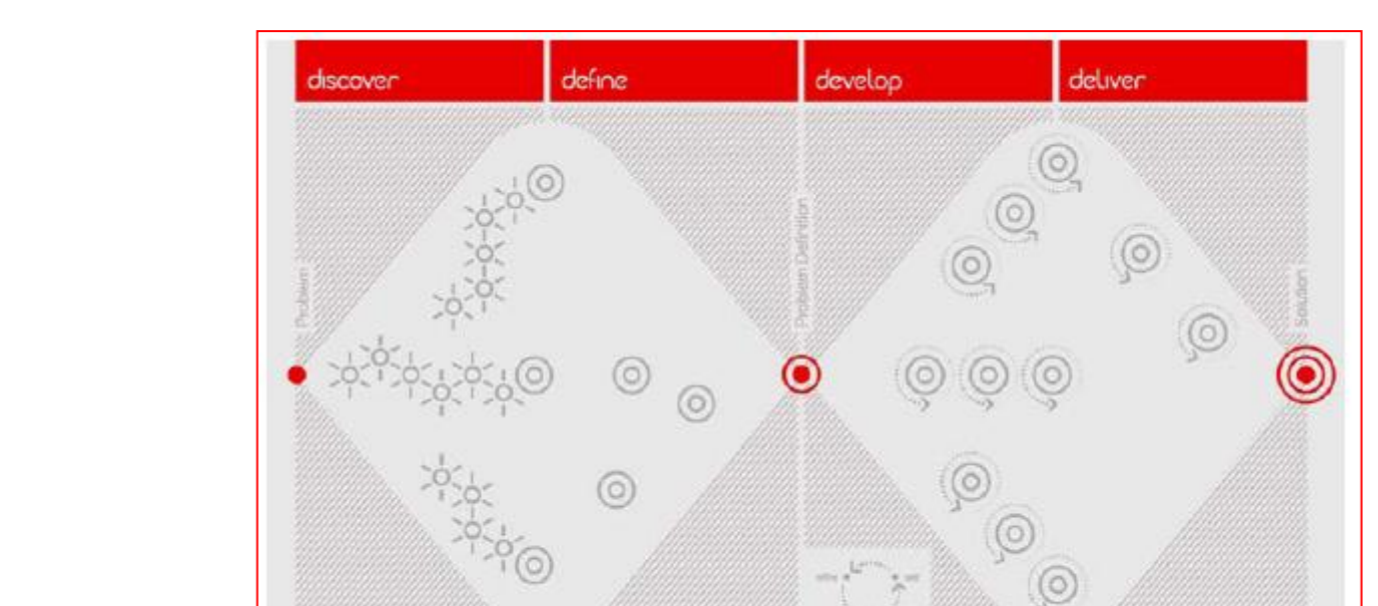 discover
define
develop
deliver
Problem
Problem Definition
Solution